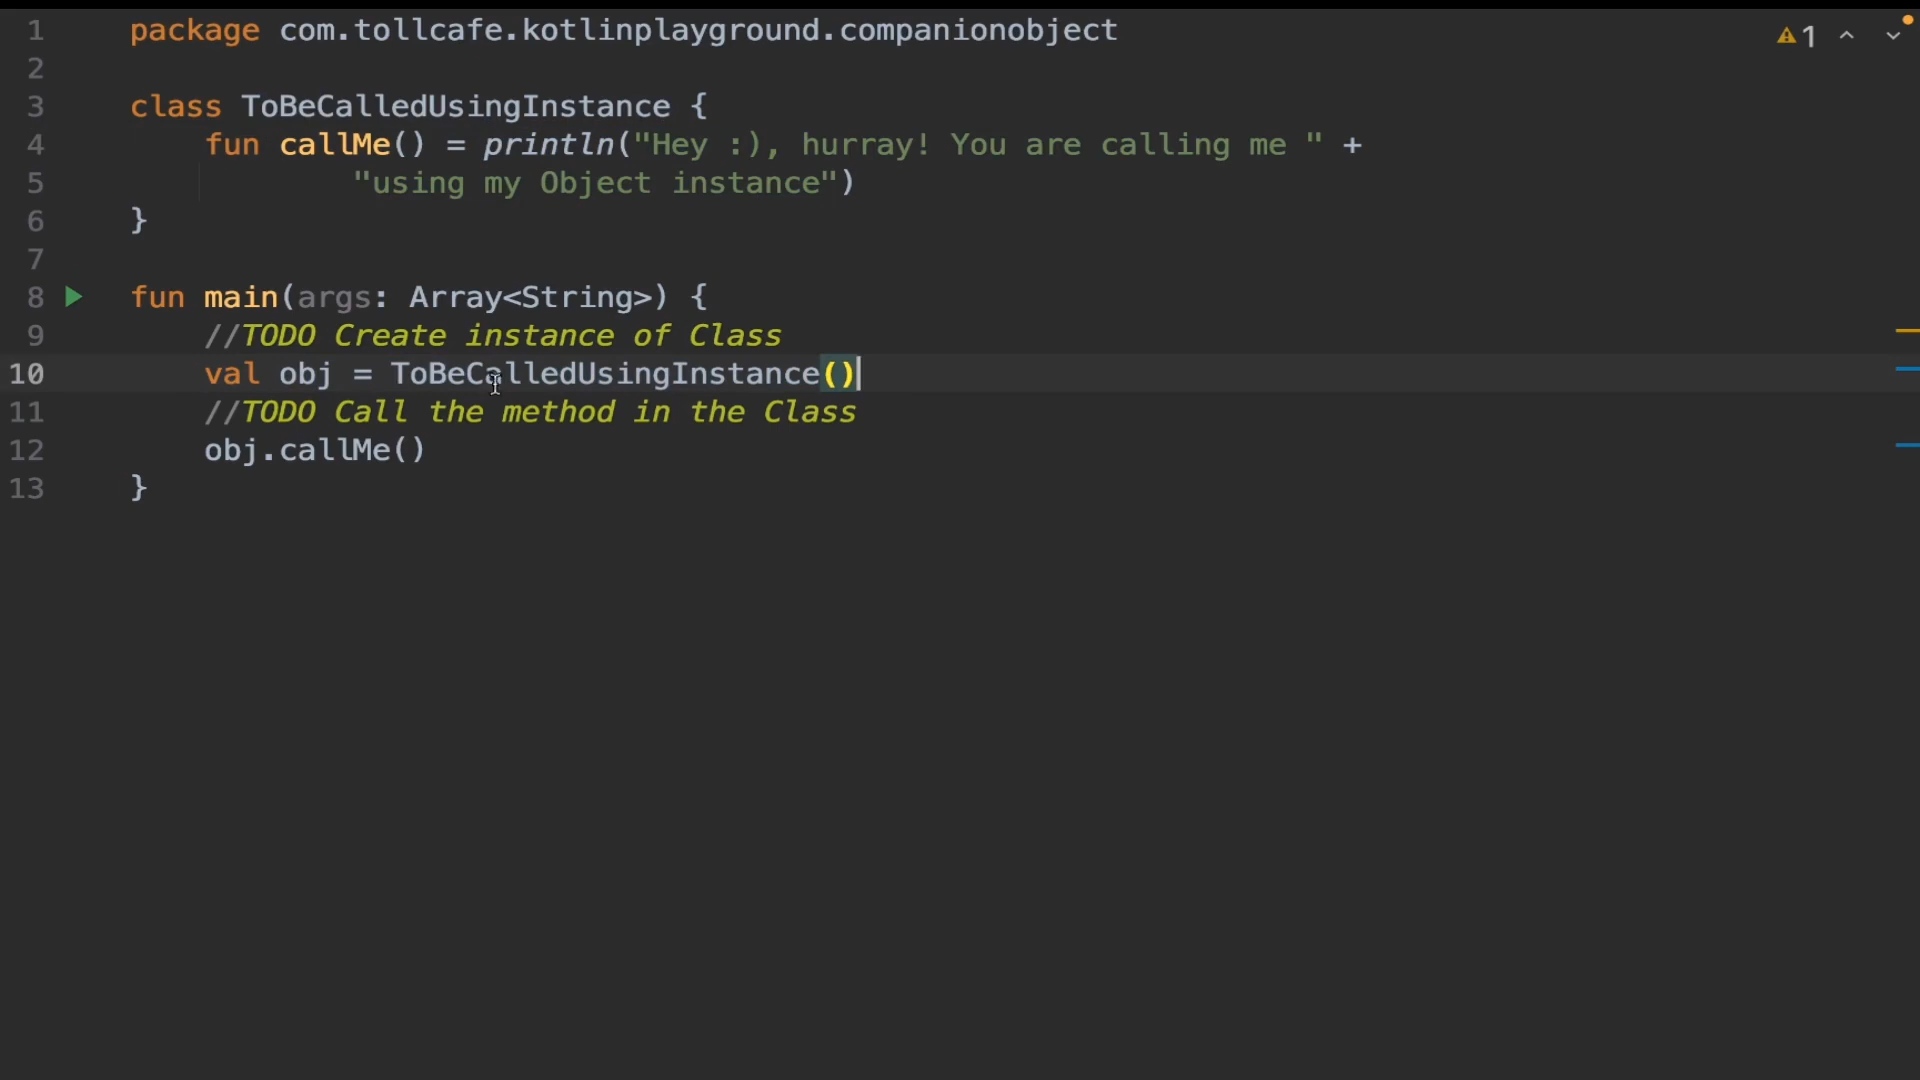 1 package com.tollcafe.kotlinplayground.companionobject
⚠1
2
3 class ToBeCalledUsingInstance {
4 fun callMe() = println("Hey :), hurray! You are calling me " +
5 "using my Object instance")
6 }
7
8 fun main(args: Array<String>) {
9 //TODO Create instance of Class
10 val obj = ToBeCalledUsingInstance()
11 //TODO Call the method in the Class
12 obj.callMe()
13 }